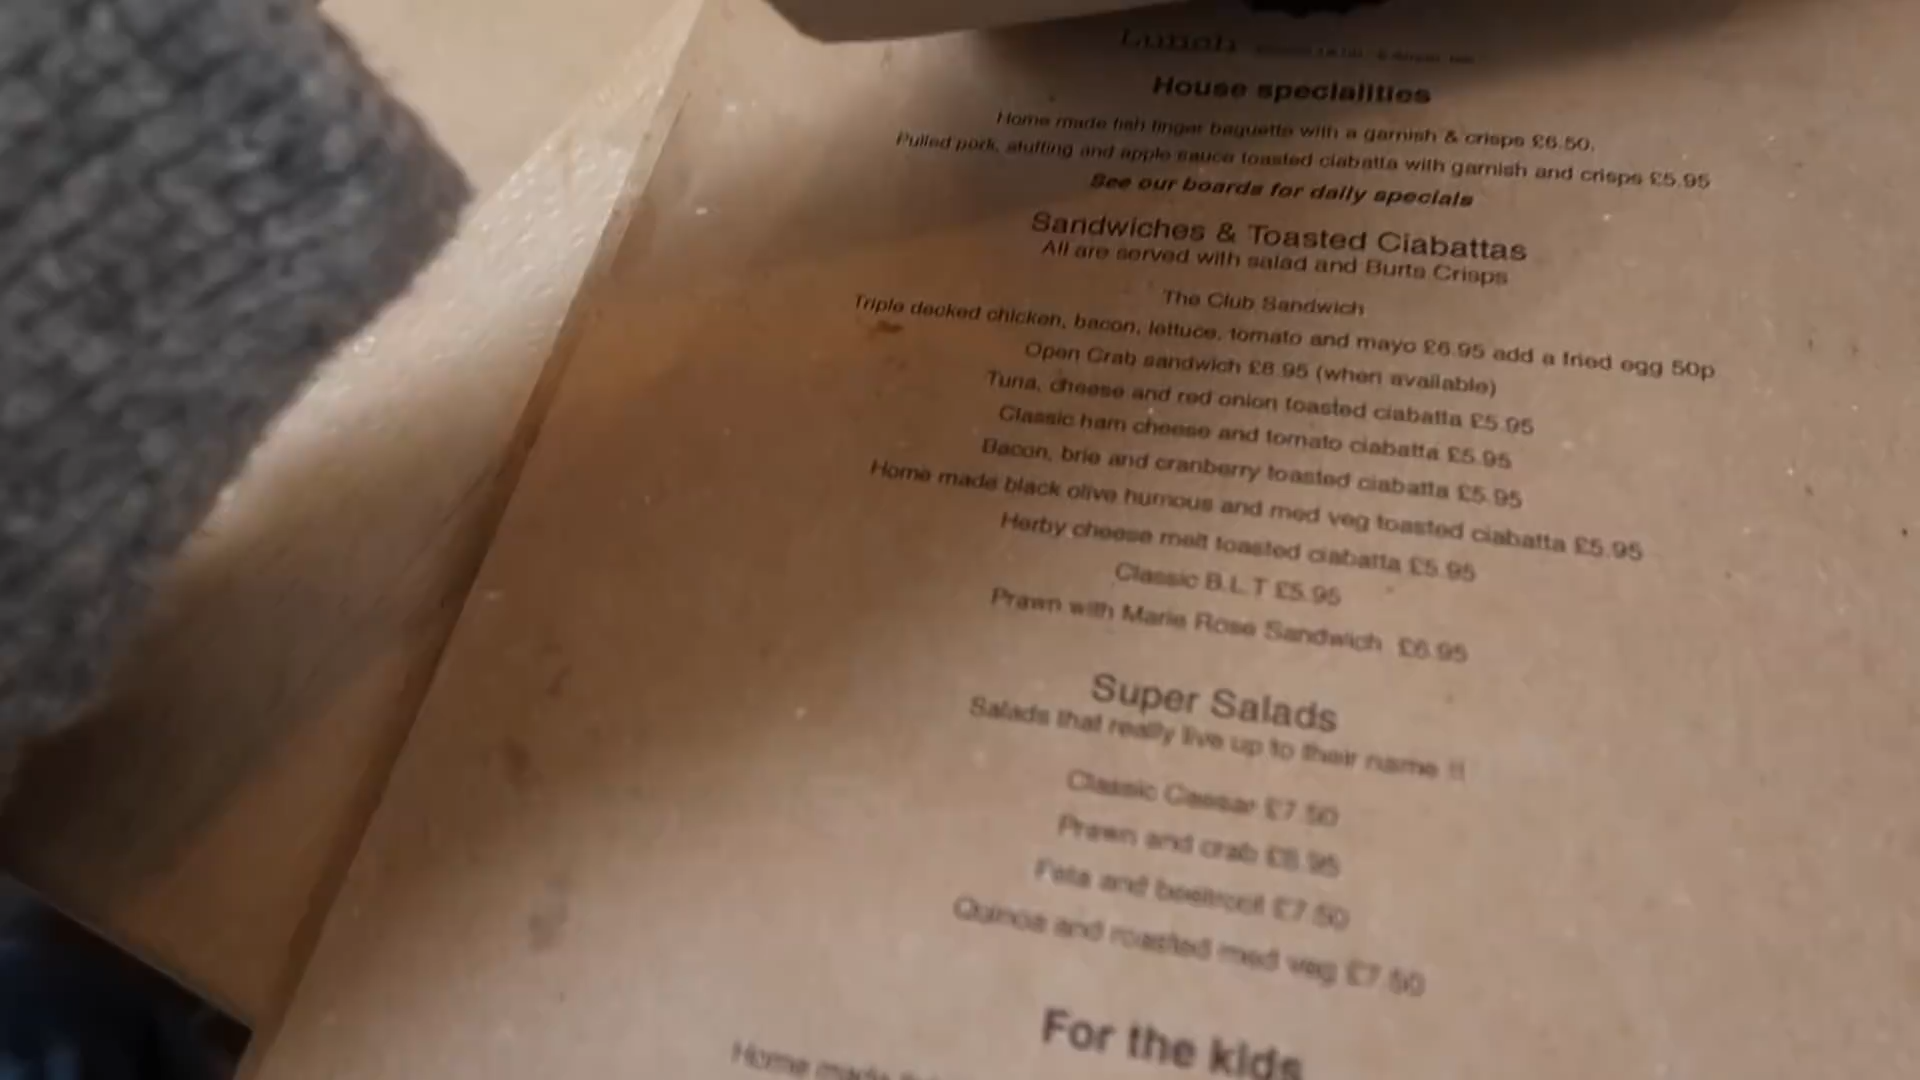 Lunch
House specialities
Home made fish finger baguette with a garnish & crisps £6.50.
Pulled pork, stuffing and apple sauce toasted ciabatta with garnish and crisps £5.95
See our boards for daily specials
Sandwiches & Toasted Ciabattas
All are served with salad and Burts Crisps
The Club Sandwich
Triple decked chicken, bacon, lettuce, tomato and mayo £6.95 add a fried egg 50p
Open Crab sandwich £8.95 (when available)
Tuna, cheese and red onion toasted ciabatta £5.95
Classic ham cheese and tomato ciabatta £5.95
Bacon, brie and cranberry toasted ciabatta £5.95
Home made black olive humous and med veg toasted ciabatta £5.95
Herby cheese melt toasted ciabatta £5.95
Classic B.L.T £5.95
Prawn with Marie Rose Sandwich £6.95
Super Salads
Salads that really live up to their name !!
Classic Caesar £7.50
Prawn and crab £8.95
Feta and beetroot £7.50
Quinoa and roasted med veg £7.50
For the kids
Home made